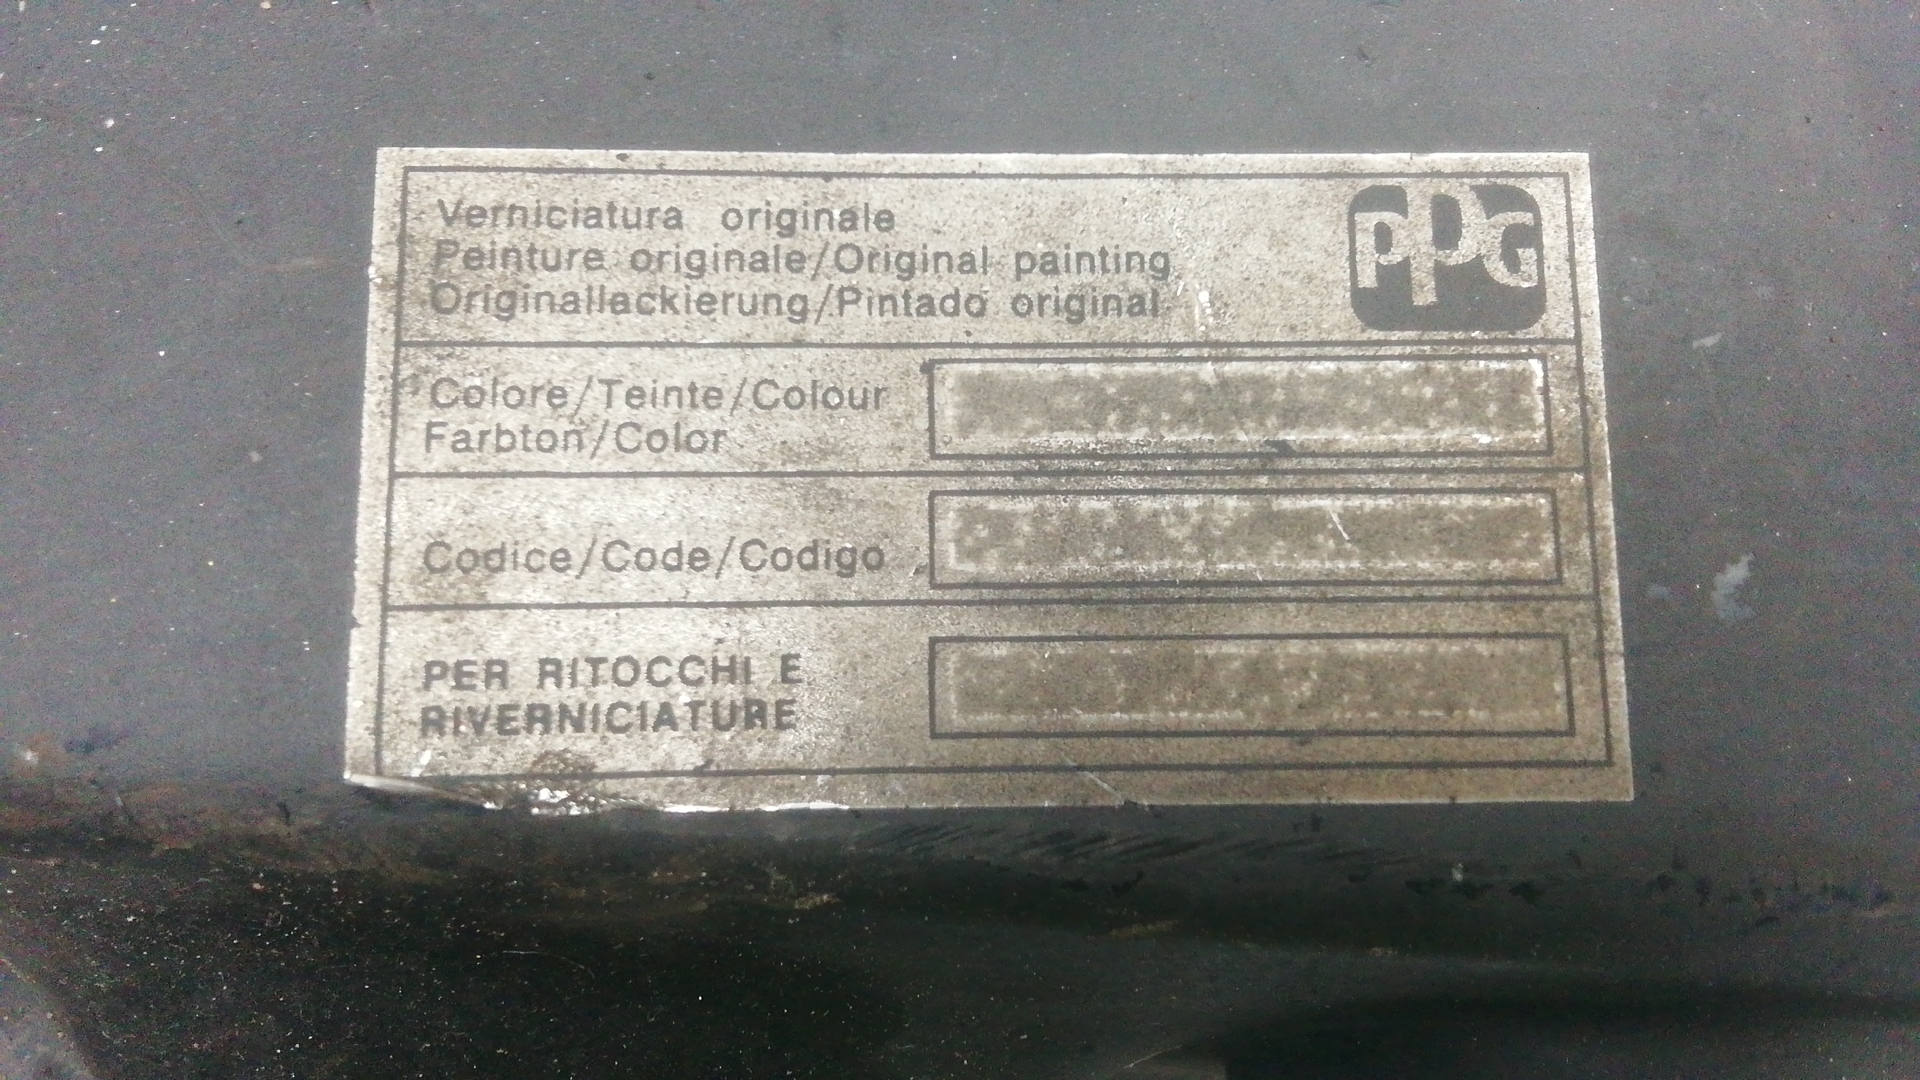 Verniciatura originale
PPG
Peinture originale/Original painting
Originallackierung/Pintado original
Colore/Teinte/Colour
Farbton/Color
Codice/Code/Codigo
PER RITOCCHI E
RIVERNICIATURE